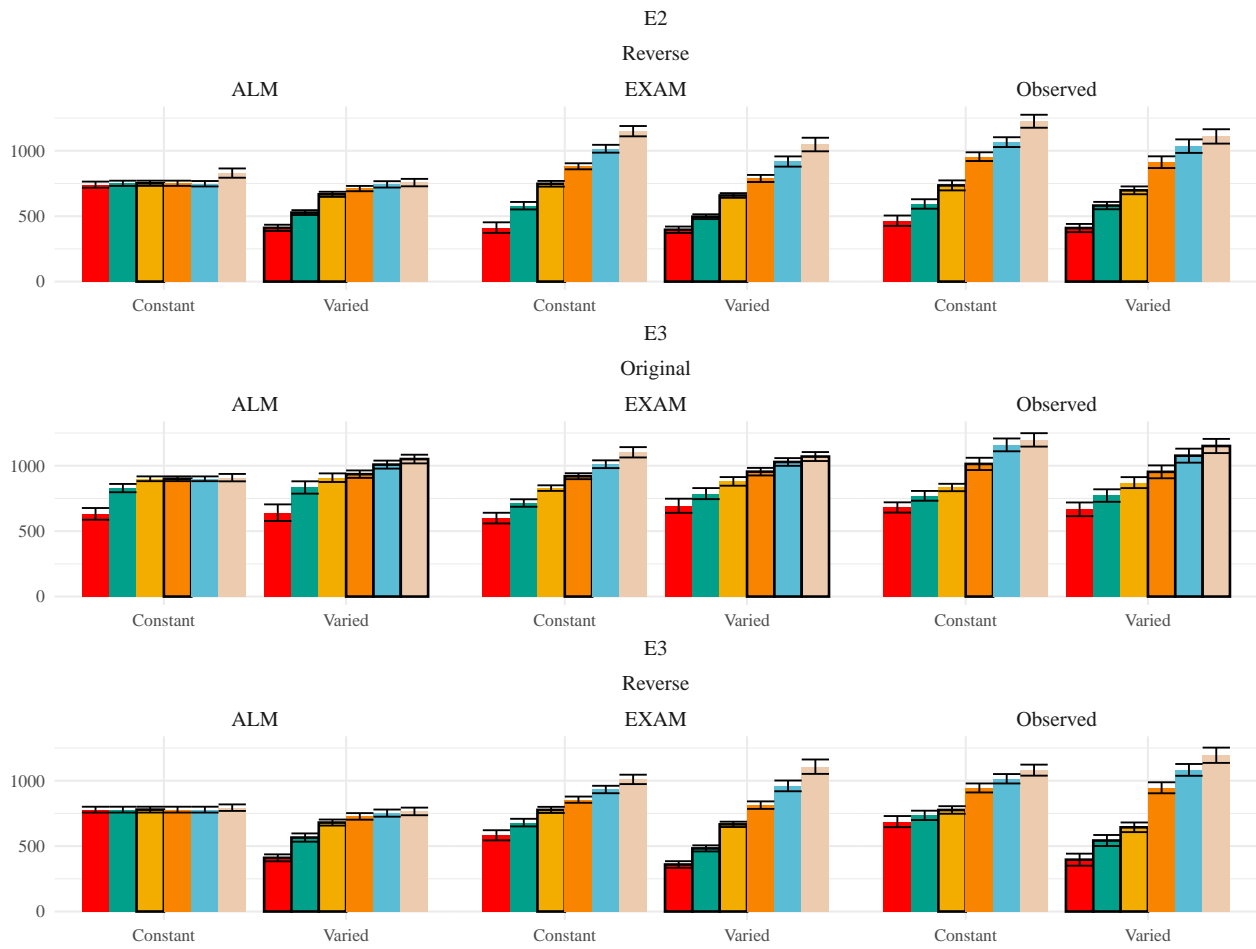 E2
Reverse
ALM EXAM Observed
1000
500
0
Constant Varied Constant Varied Constant Varied
E3
Original
ALM EXAM Observed
1000
500
0
Constant Varied Constant Varied Constant Varied
E3
Reverse
ALM EXAM Observed
1000
500
0
Constant Varied Constant Varied Constant Varied